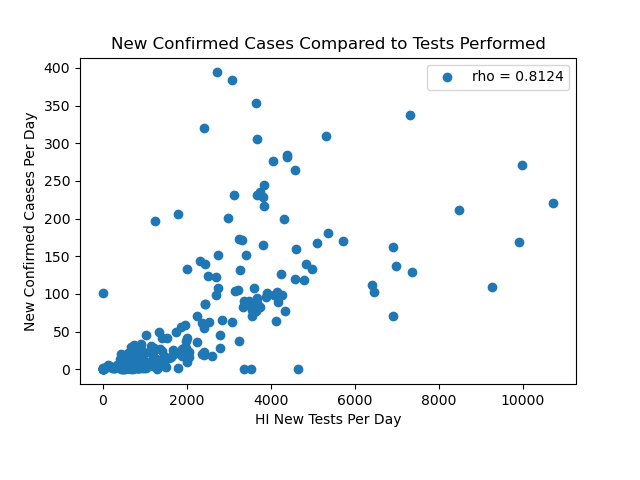 New Confirmed Cases Compared to Tests Performed
rho = 0.8124
New Confirmed Caeses Per Day
400
350
300
250
200
150
100
50
0
0 2000 4000 6000 8000 10000
HI New Tests Per Day